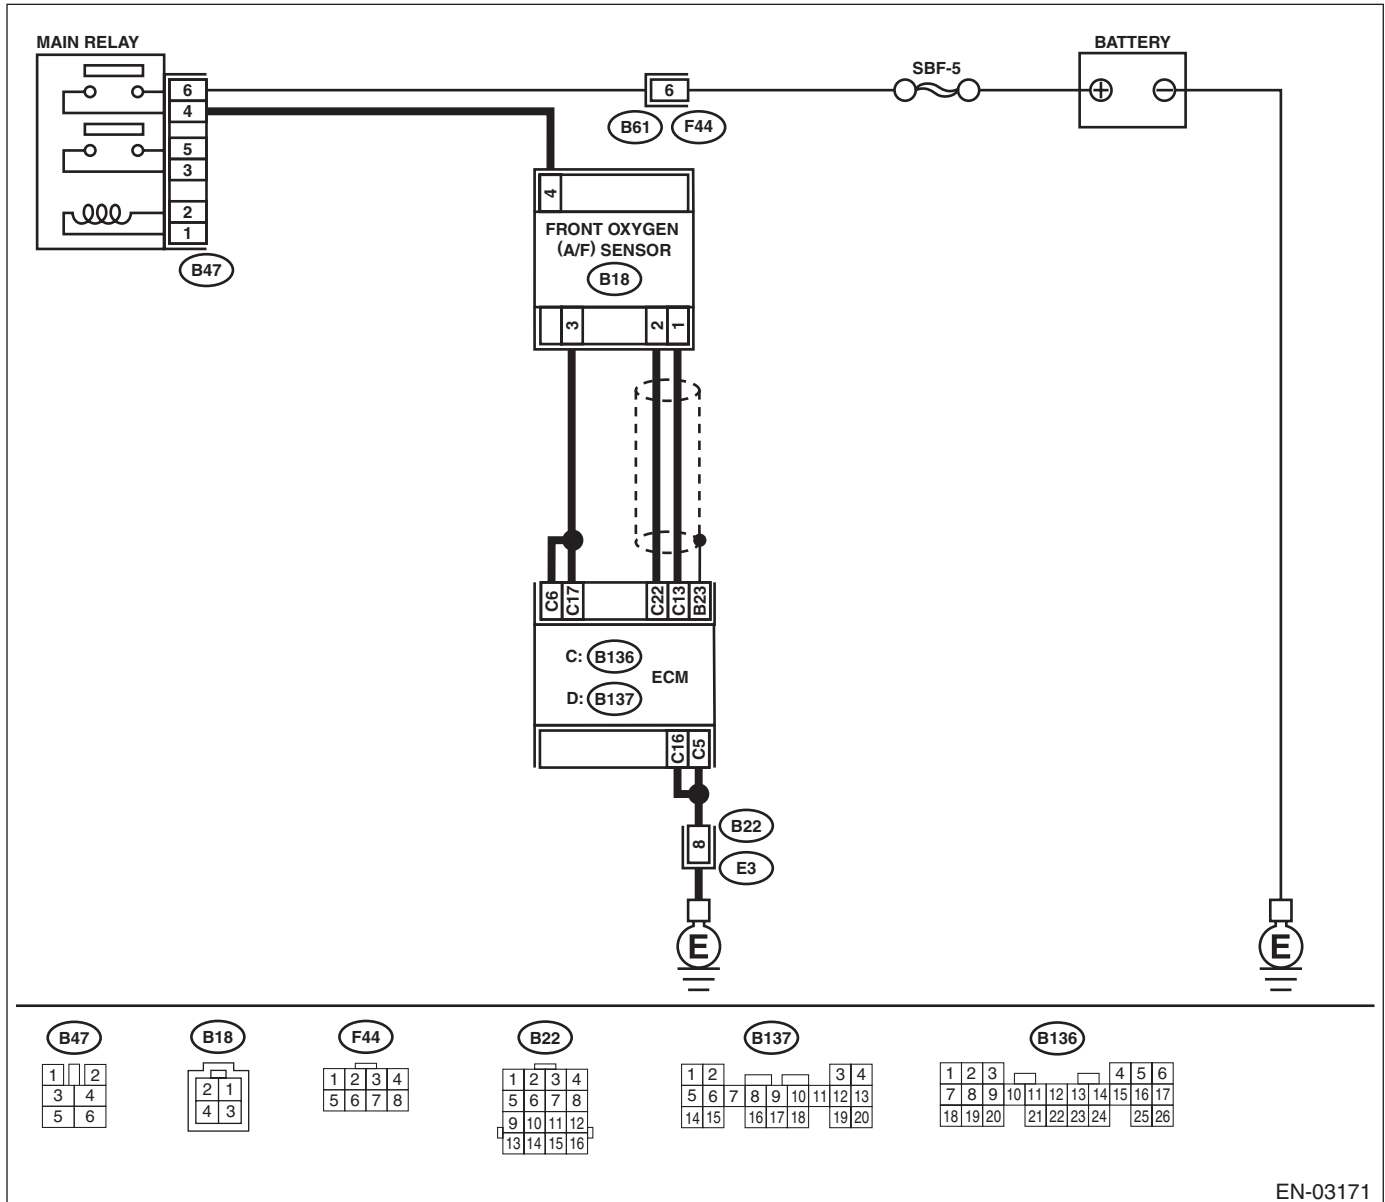 MAIN RELAY
BATTERY
SBF-5
6
4
5
3
2
1
B47
6
B61 F44
4
FRONT OXYGEN
(A/F) SENSOR
B18
3 2 1
C6 C17 C22 C13 B23
C: B136
ECM
D: B137
C16 C5
8
B22
E3
E E
B47 B18 F44 B22 B137 B136
1 2
3 4
5 6
2 1
4 3
1 2 3 4
5 6 7 8
1 2 3 4
5 6 7 8
9 10 11 12
13 14 15 16
1 2 3 4
5 6 7 8 9 10 11 12 13
14 15 16 17 18 19 20
1 2 3 4 5 6
7 8 9 10 11 12 13 14 15 16 17
18 19 20 21 22 23 24 25 26
EN-03171